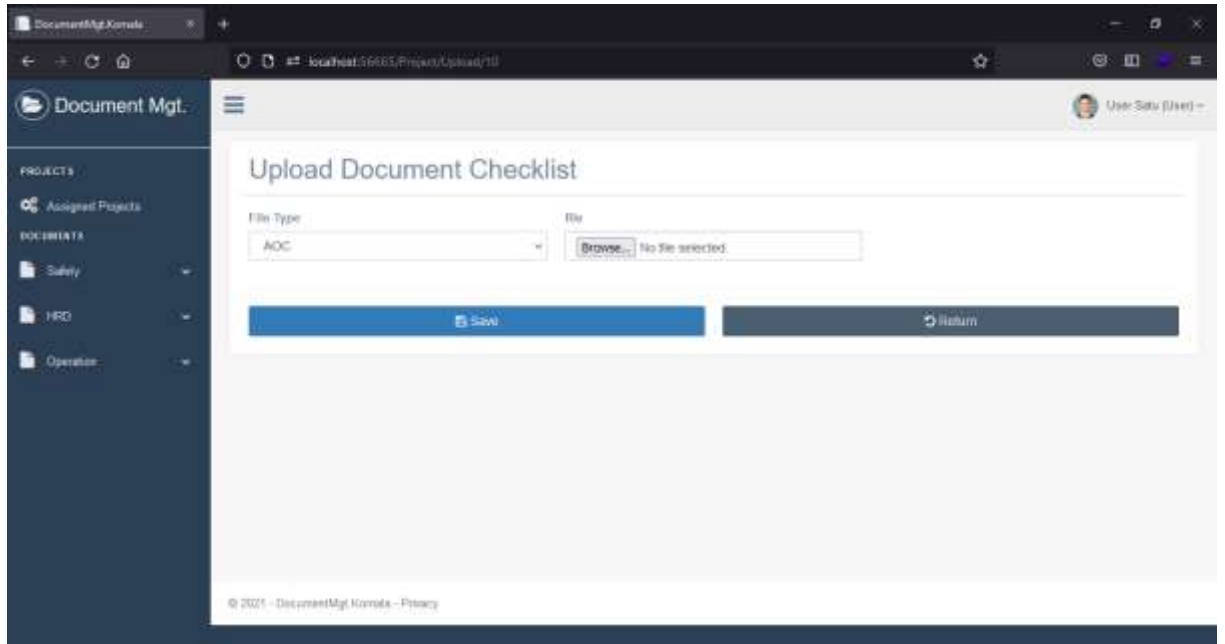 DocumentMgt.Komala
localhost:56665/Project/Upload/10
Document Mgt.
User Satu (User)
PROJECTS
Assigned Projects
DOCUMENTS
Safety
HRD
Operation
Upload Document Checklist
File Type
File
AOC
Browse... No file selected.
Save
Return
© 2021 - DocumentMgt.Komala - Privacy